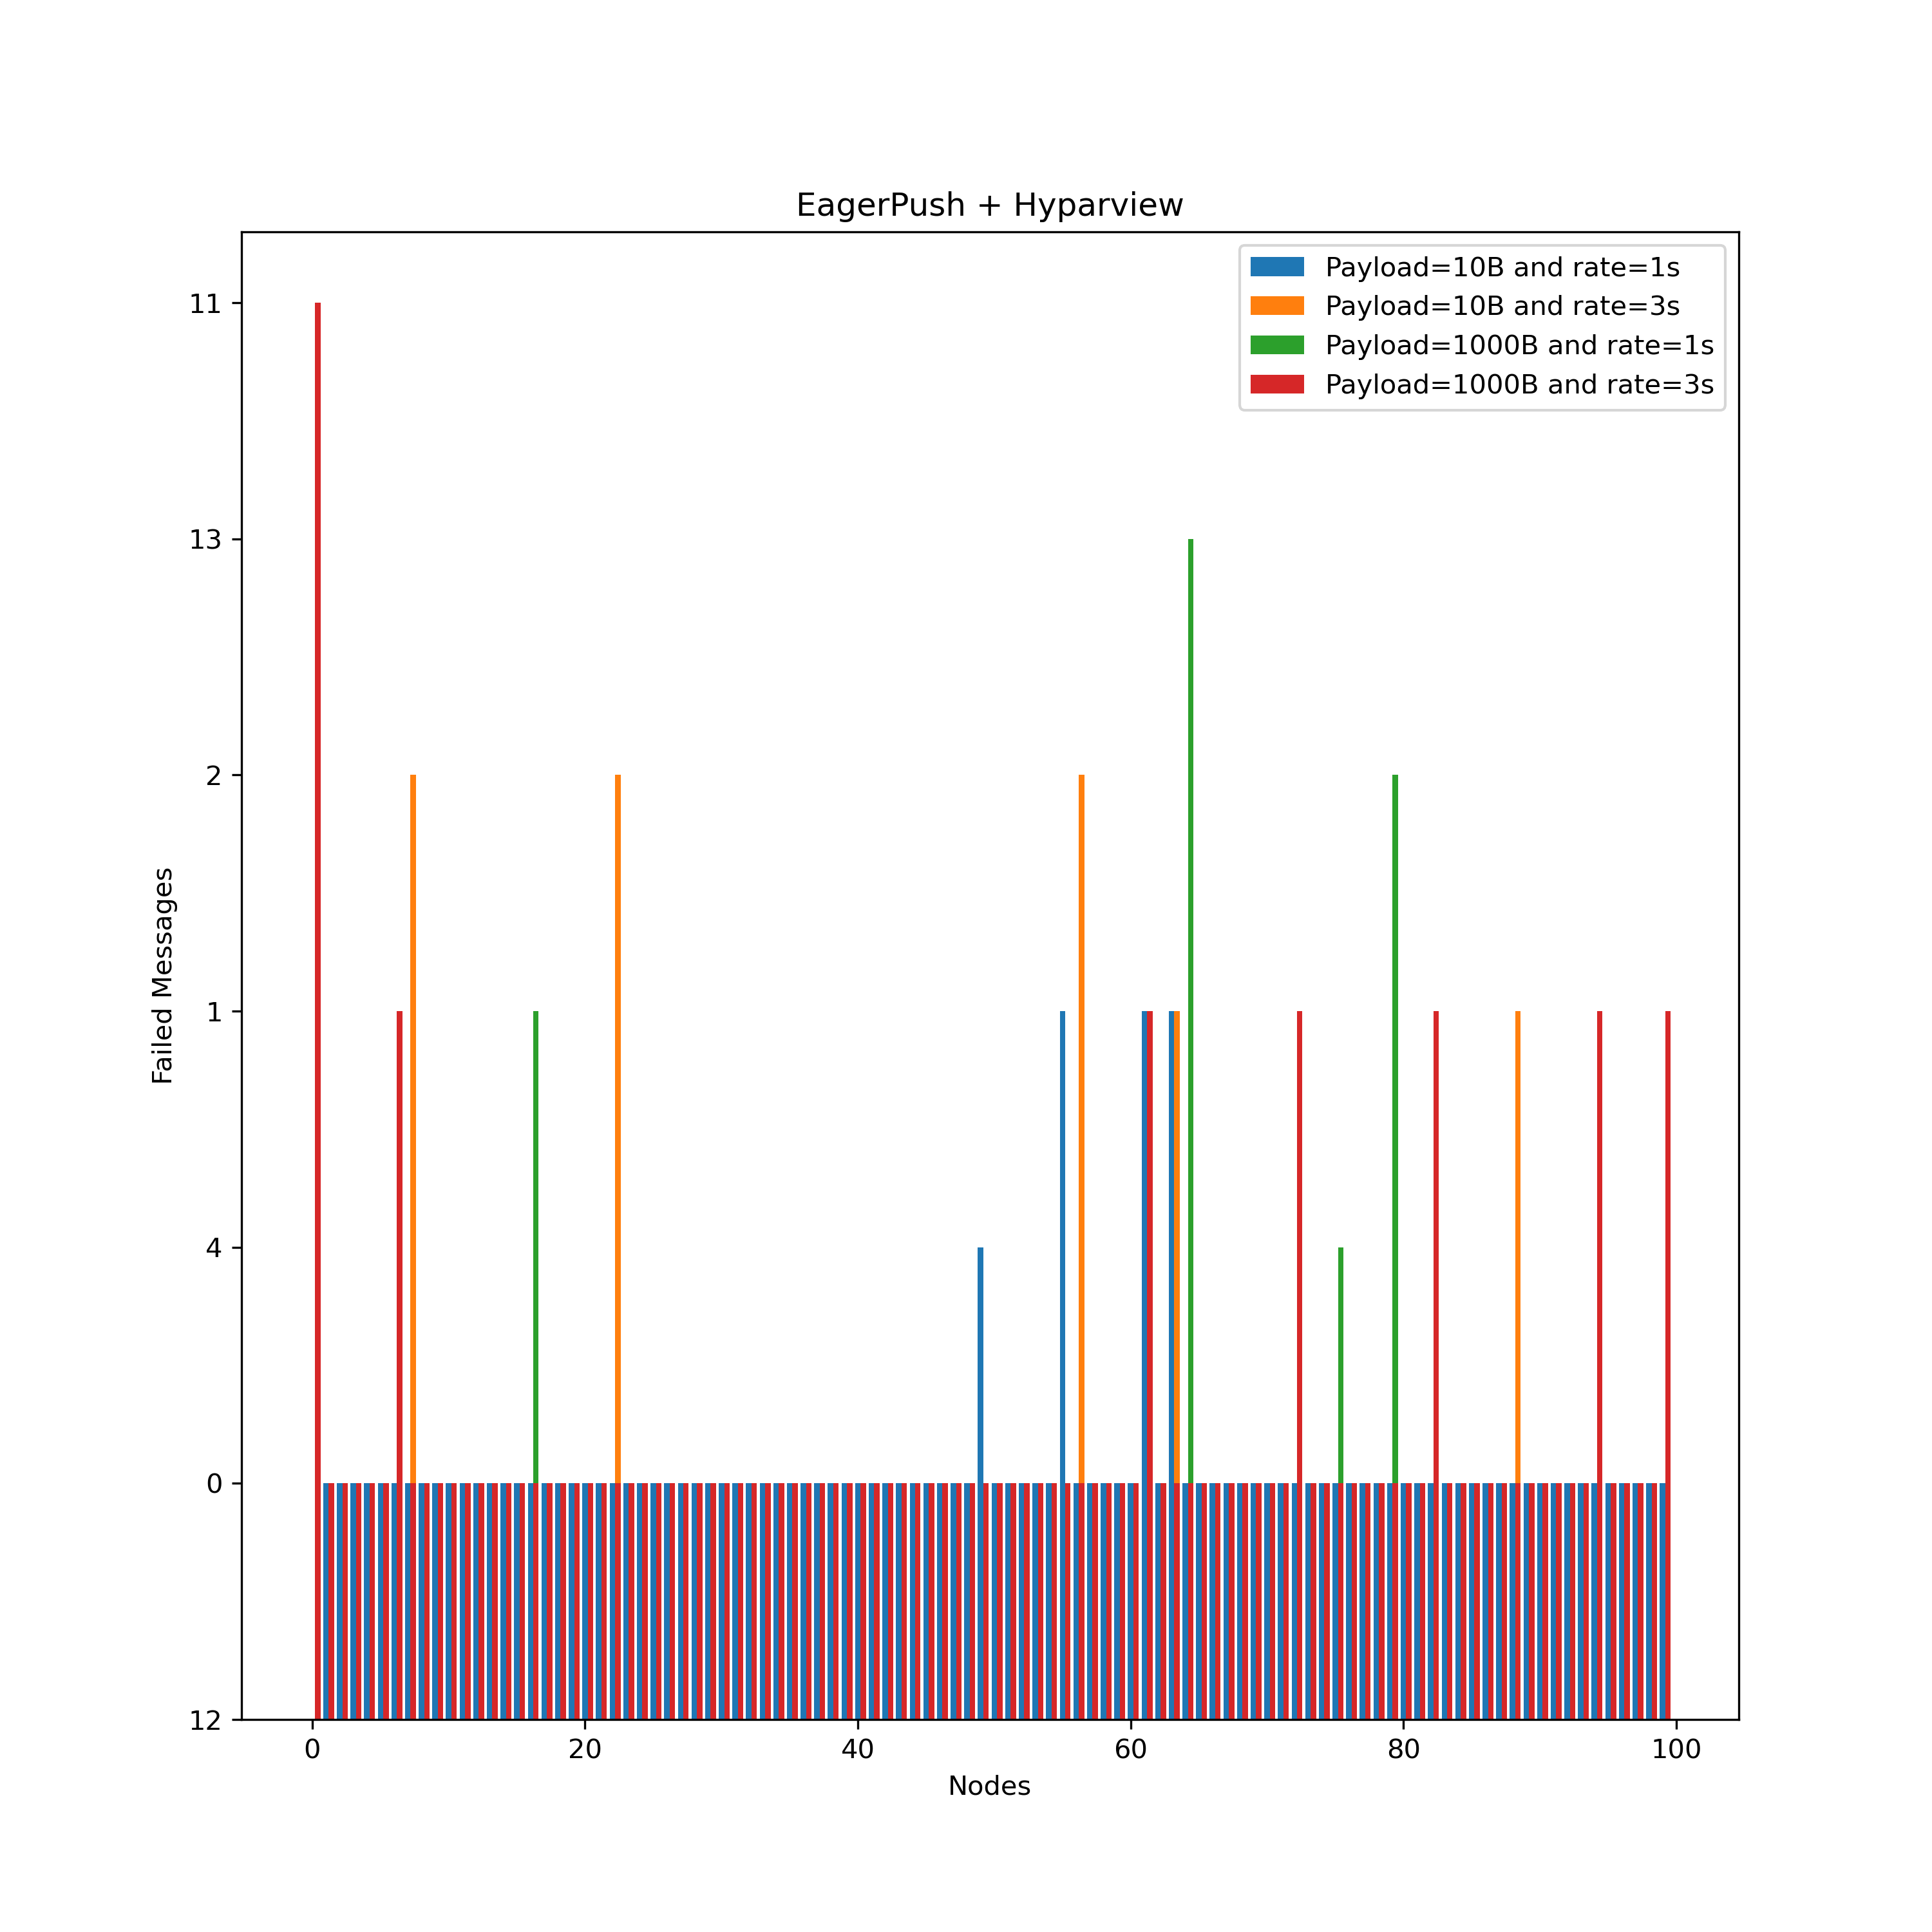 EagerPush + Hyparview
Payload=10B and rate=1s
Payload=10B and rate=3s
Payload=1000B and rate=1s
Payload=1000B and rate=3s
11
13
2
1
4
0
12
Failed Messages
0 20 40 60 80 100
Nodes